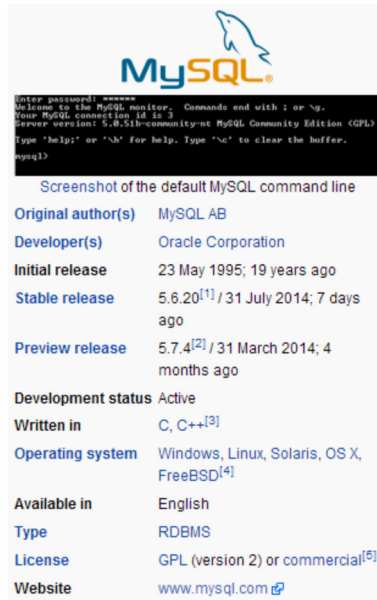 MySQL®
Enter password: ******
Welcome to the MySQL monitor.  Commands end with ; or \g.
Your MySQL connection id is 3
Server version: 5.0.51b-community-nt MySQL Community Edition (GPL)
Type 'help;' or '\h' for help. Type '\c' to clear the buffer.
mysql>
Screenshot of the default MySQL command line
Original author(s) MySQL AB
Developer(s) Oracle Corporation
Initial release 23 May 1995; 19 years ago
Stable release 5.6.20[1] / 31 July 2014; 7 days
ago
Preview release 5.7.4[2] / 31 March 2014; 4
months ago
Development status Active
Written in C, C++[3]
Operating system Windows, Linux, Solaris, OS X,
FreeBSD[4]
Available in English
Type RDBMS
License GPL (version 2) or commercial[5]
Website www.mysql.com